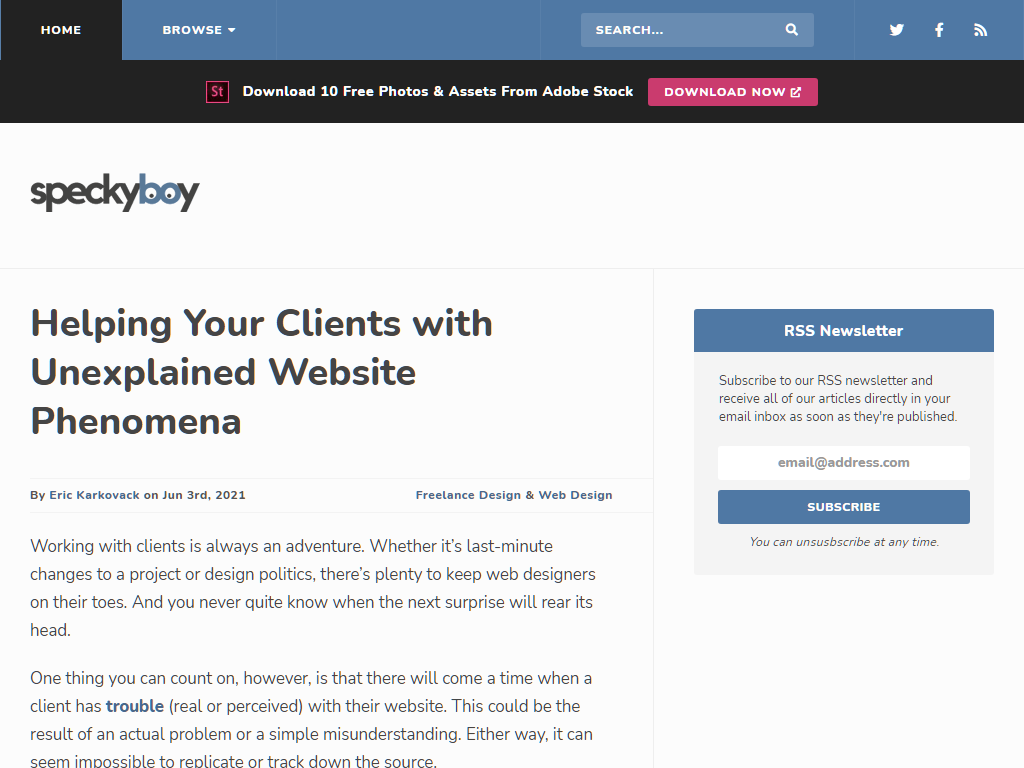 HOME
BROWSE
SEARCH...
St
Download 10 Free Photos & Assets From Adobe Stock
DOWNLOAD NOW
speckyboy
Helping Your Clients with
Unexplained Website
Phenomena
By Eric Karkovack on Jun 3rd, 2021
Freelance Design & Web Design
Working with clients is always an adventure. Whether it’s last-minute
changes to a project or design politics, there’s plenty to keep web designers
on their toes. And you never quite know when the next surprise will rear its
head.
One thing you can count on, however, is that there will come a time when a
client has trouble (real or perceived) with their website. This could be the
result of an actual problem or a simple misunderstanding. Either way, it can
seem impossible to replicate or track down the source.
RSS Newsletter
Subscribe to our RSS newsletter and
receive all of our articles directly in your
email inbox as soon as they're published.
email@address.com
SUBSCRIBE
You can unsusbscribe at any time.